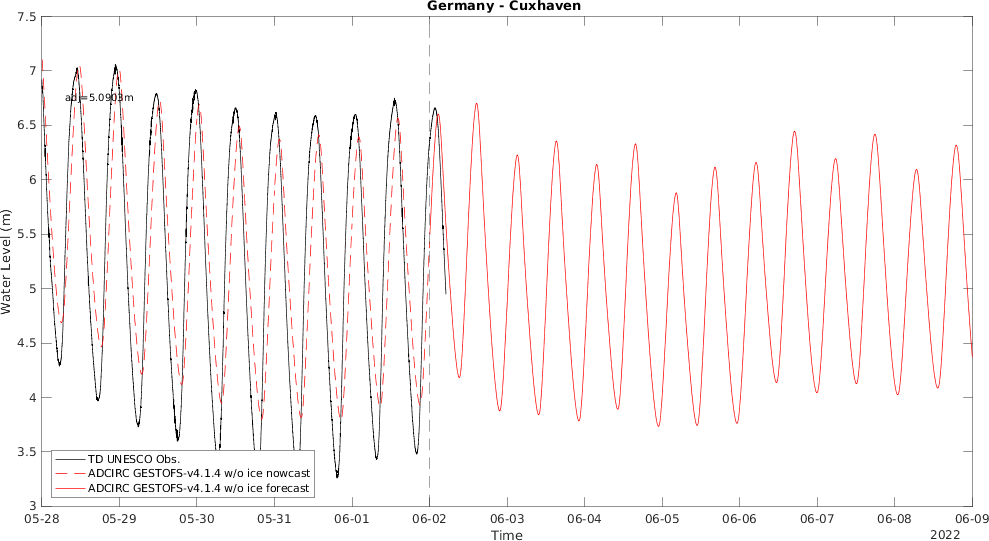 Germany - Cuxhaven
7.5
7
6.5
6
5.5
5
4.5
4
3.5
3
Water Level (m)
adj=5.0903m
TD UNESCO Obs.
ADCIRC GESTOFS-v4.1.4 w/o ice nowcast
ADCIRC GESTOFS-v4.1.4 w/o ice forecast
05-28 05-29 05-30 05-31 06-01 06-02 06-03 06-04 06-05 06-06 06-07 06-08 06-09
Time
2022